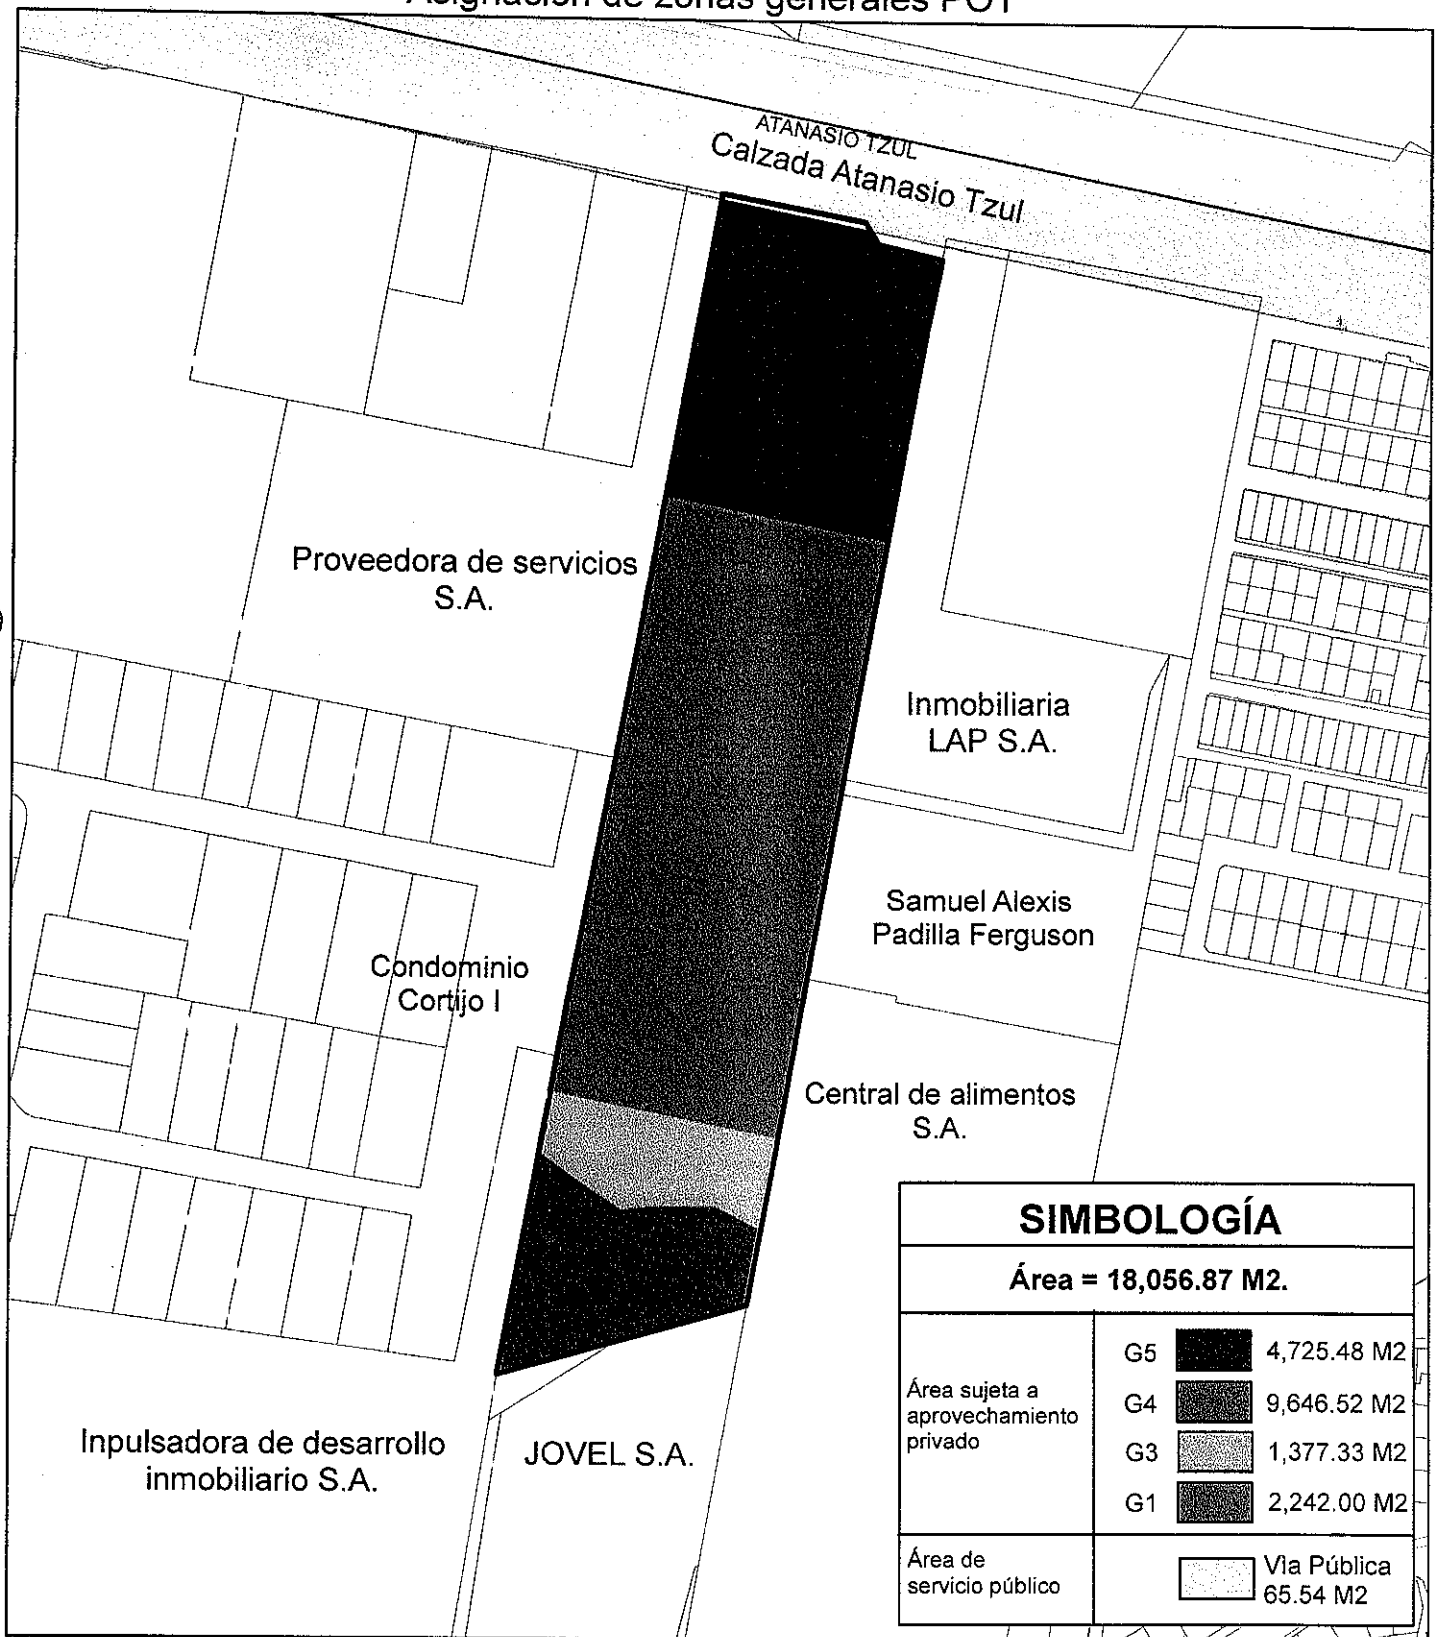 Asignación de zonas generales POT
ATANASIO TZUL
Calzada Atanasio Tzul
Proveedora de servicios
S.A.
Inmobiliaria
LAP S.A.
Samuel Alexis
Padilla Ferguson
Condominio
Cortijo I
Central de alimentos
S.A.
Inpulsadora de desarrollo
inmobiliario S.A.
JOVEL S.A.
SIMBOLOGÍA
Área = 18,056.87 M2.
Área sujeta a
aprovechamiento
privado
G5 4,725.48 M2
G4 9,646.52 M2
G3 1,377.33 M2
G1 2,242.00 M2
Área de
servicio público
Vía Pública
65.54 M2